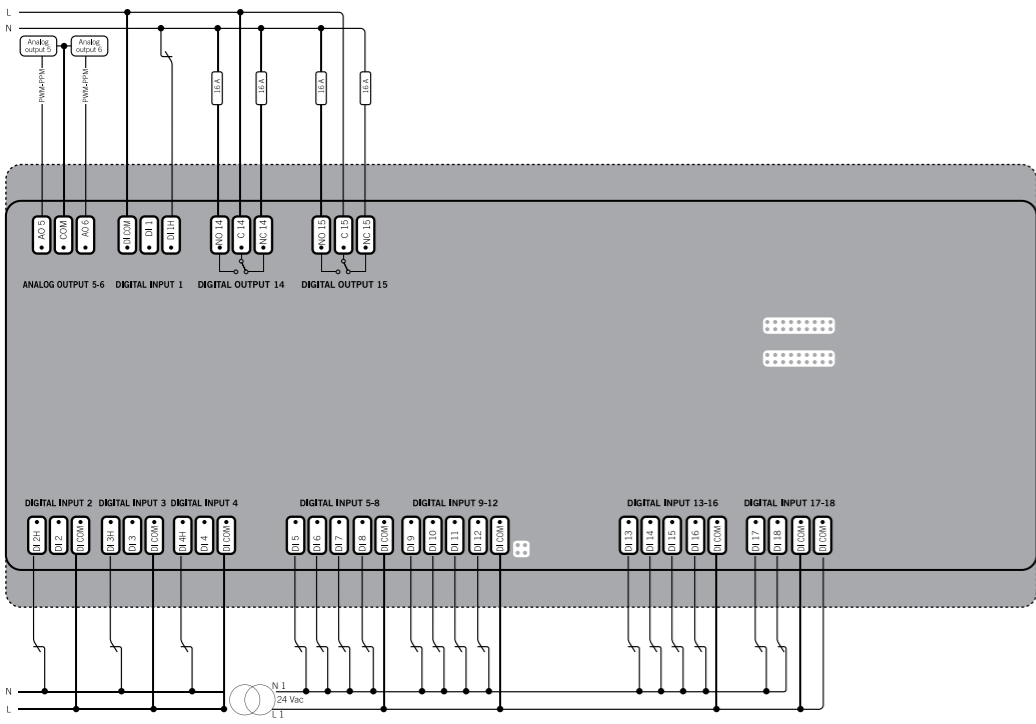 L
N
Analog output 5
Analog output 6
PWM-PPM
PWM-PPM
16 A
16 A
16 A
16 A
AO 5
COM
AO 6
DI COM
DI 1
DI 1H
NO 14
C 14
NC 14
NO 15
C 15
NC 15
ANALOG OUTPUT 5-6
DIGITAL INPUT 1
DIGITAL OUTPUT 14
DIGITAL OUTPUT 15
DIGITAL INPUT 2
DIGITAL INPUT 3
DIGITAL INPUT 4
DIGITAL INPUT 5-8
DIGITAL INPUT 9-12
DIGITAL INPUT 13-16
DIGITAL INPUT 17-18
DI 2H
DI 2
DI COM
DI 3H
DI 3
DI COM
DI 4H
DI 4
DI COM
DI 5
DI 6
DI 7
DI 8
DI COM
DI 9
DI 10
DI 11
DI 12
DI COM
DI 13
DI 14
DI 15
DI 16
DI COM
DI 17
DI 18
DI COM
DI COM
N
L
N 1
24 Vac
L 1